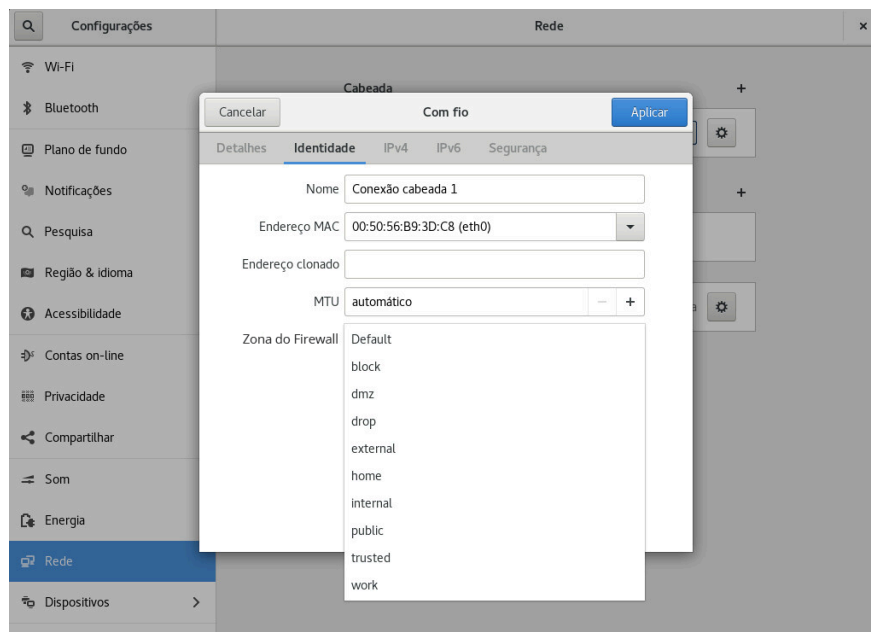 Configurações
Rede
Wi-Fi
Bluetooth
Plano de fundo
Notificações
Pesquisa
Região & idioma
Acessibilidade
Contas on-line
Privacidade
Compartilhar
Som
Energia
Rede
Dispositivos
Cabeada
Cancelar
Com fio
Aplicar
Detalhes
Identidade
IPv4
IPv6
Segurança
Nome Conexão cabeada 1
Endereço MAC 00:50:56:B9:3D:C8 (eth0)
Endereço clonado
MTU automático
Zona do Firewall Default
block
dmz
drop
external
home
internal
public
trusted
work